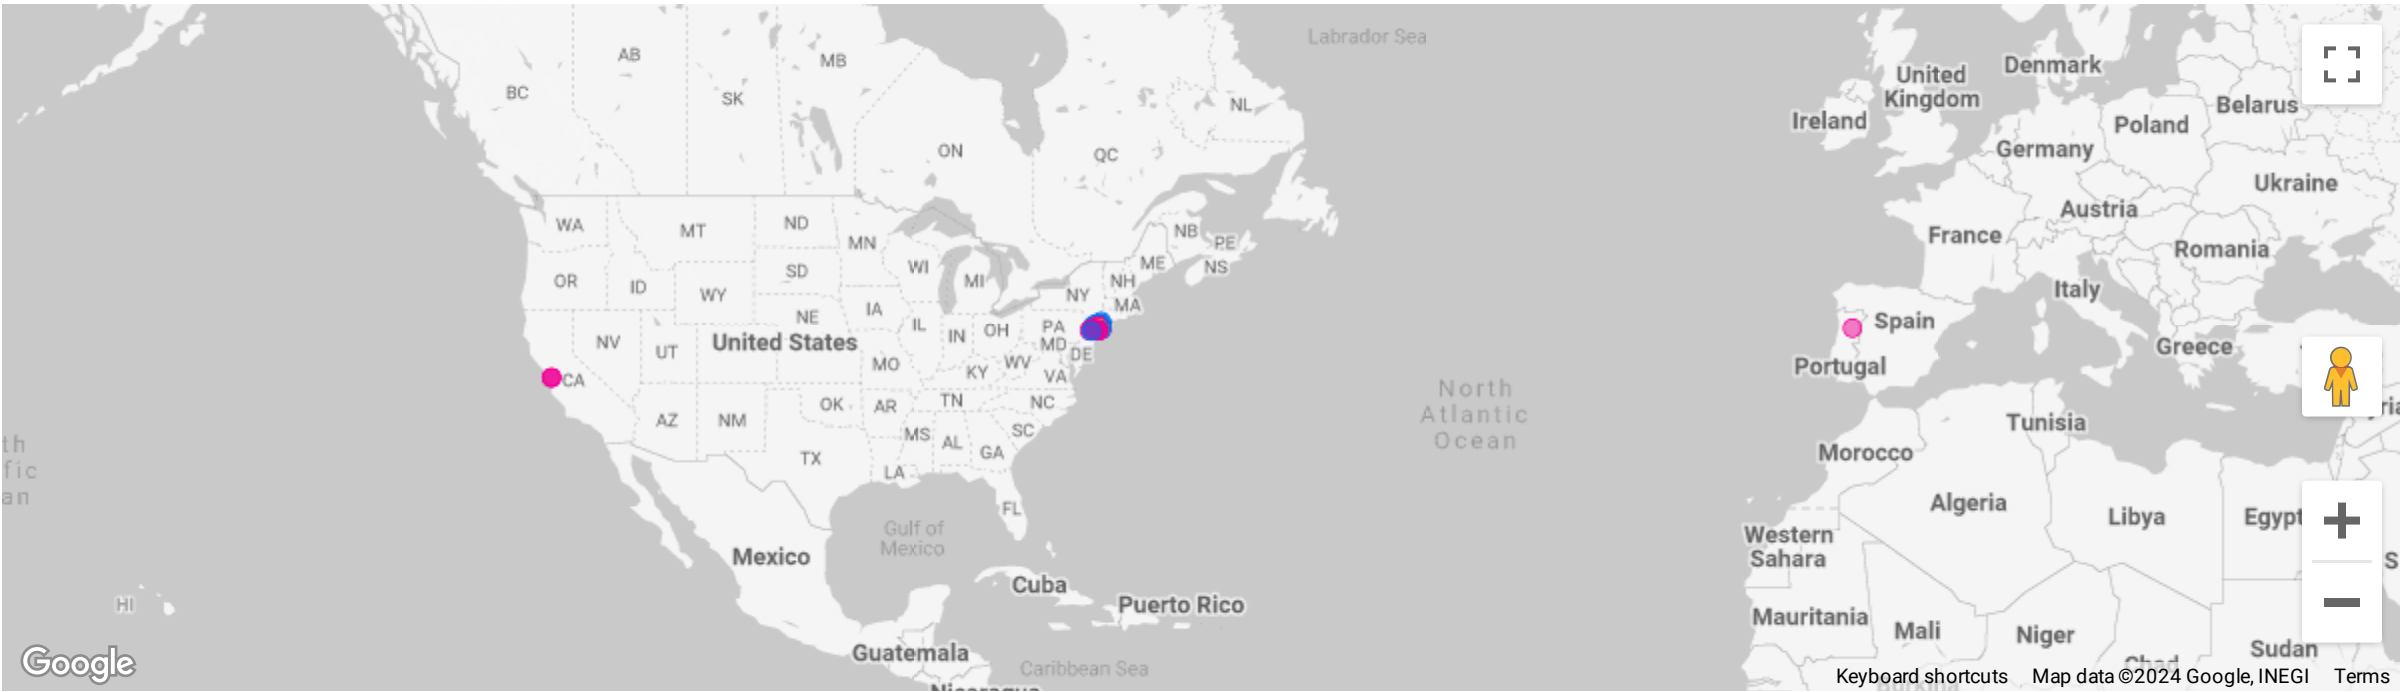 Labrador Sea
AB
MB
BC
SK
NL
ON
QC
United
Kingdom
Denmark
Ireland
Belarus
Poland
Germany
Ukraine
Austria
France
Romania
Italy
Spain
Greece
Portugal
WA
MT
ND
MN
NB
PE
OR
ID
SD
WI
MI
ME
NS
WY
NH
NY
MA
NE
IA
IL
IN
OH
PA
NV
UT
United States
MD
DE
MO
WV
KY
VA
CA
AZ
NM
OK
AR
TN
NC
MS
AL
SC
GA
TX
LA
FL
North
Atlantic
Ocean
Tunisia
Morocco
Algeria
Libya
Egypt
Western
Sahara
Gulf of
Mexico
Mexico
Cuba
Puerto Rico
HI
Mauritania
Mali
Niger
Sudan
Chad
Guatemala
Caribbean Sea
Nicaragua
Google
Keyboard shortcuts
Map data ©2024 Google, INEGI
Terms